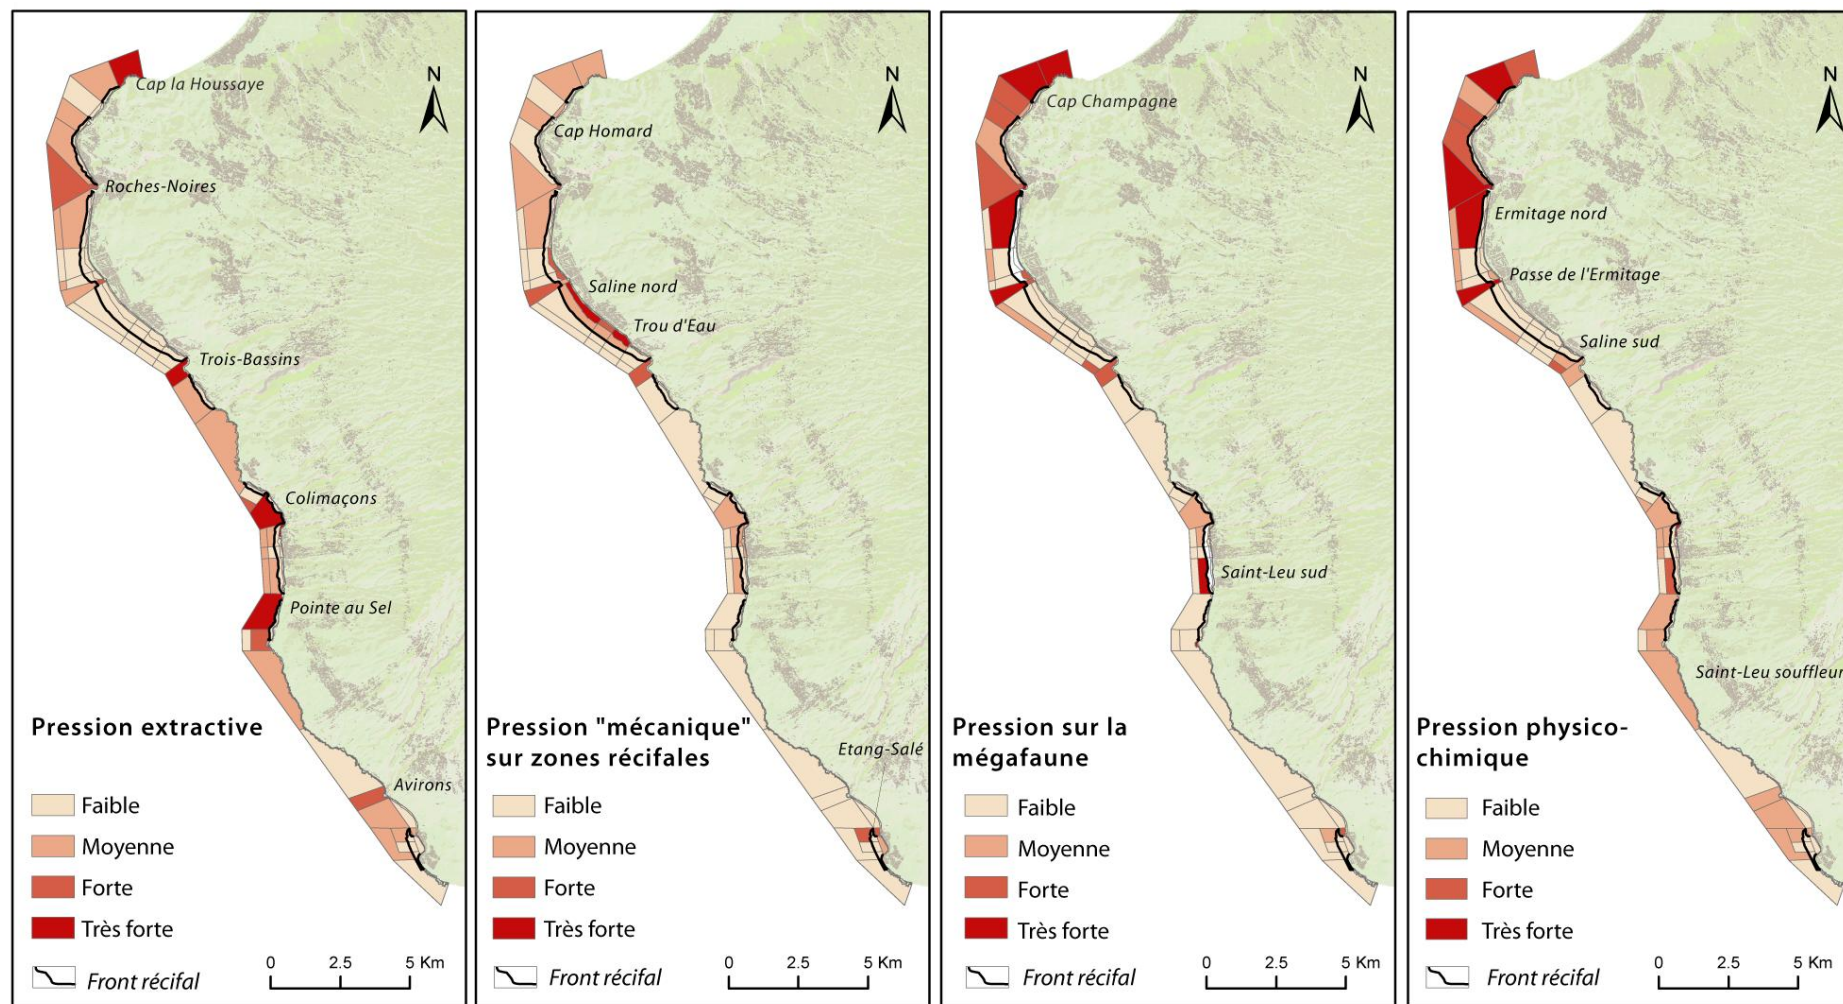 N
Cap la Houssaye
Roches-Noires
Trois-Bassins
Colimaçons
Pointe au Sel
Avirons
Pression extractive
Faible
Moyenne
Forte
Très forte
Front récifal
0 2.5 5 Km
N
Cap Homard
Saline nord
Trou d'Eau
Etang-Salé
Pression "mécanique"
sur zones récifales
Faible
Moyenne
Forte
Très forte
Front récifal
0 2.5 5 Km
N
Cap Champagne
Saint-Leu sud
Pression sur la
mégafaune
Faible
Moyenne
Forte
Très forte
Front récifal
0 2.5 5 Km
N
Ermitage nord
Passe de l'Ermitage
Saline sud
Saint-Leu souffleur
Pression physico-
chimique
Faible
Moyenne
Forte
Très forte
Front récifal
0 2.5 5 Km